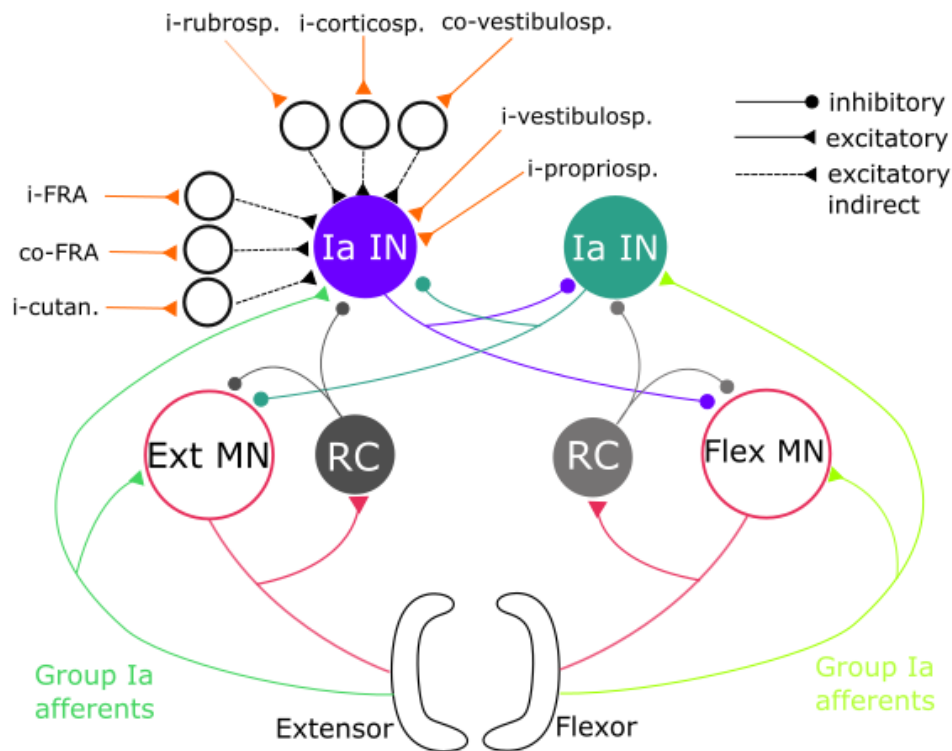 i-rubrosp.
i-corticosp.
co-vestibulosp.
inhibitory
i-vestibulosp.
excitatory
i-propriosp.
excitatory
indirect
i-FRA
co-FRA
i-cutan.
Ia IN
Ia IN
Ext MN
RC
RC
Flex MN
Group Ia
afferents
Extensor
Flexor
Group Ia
afferents